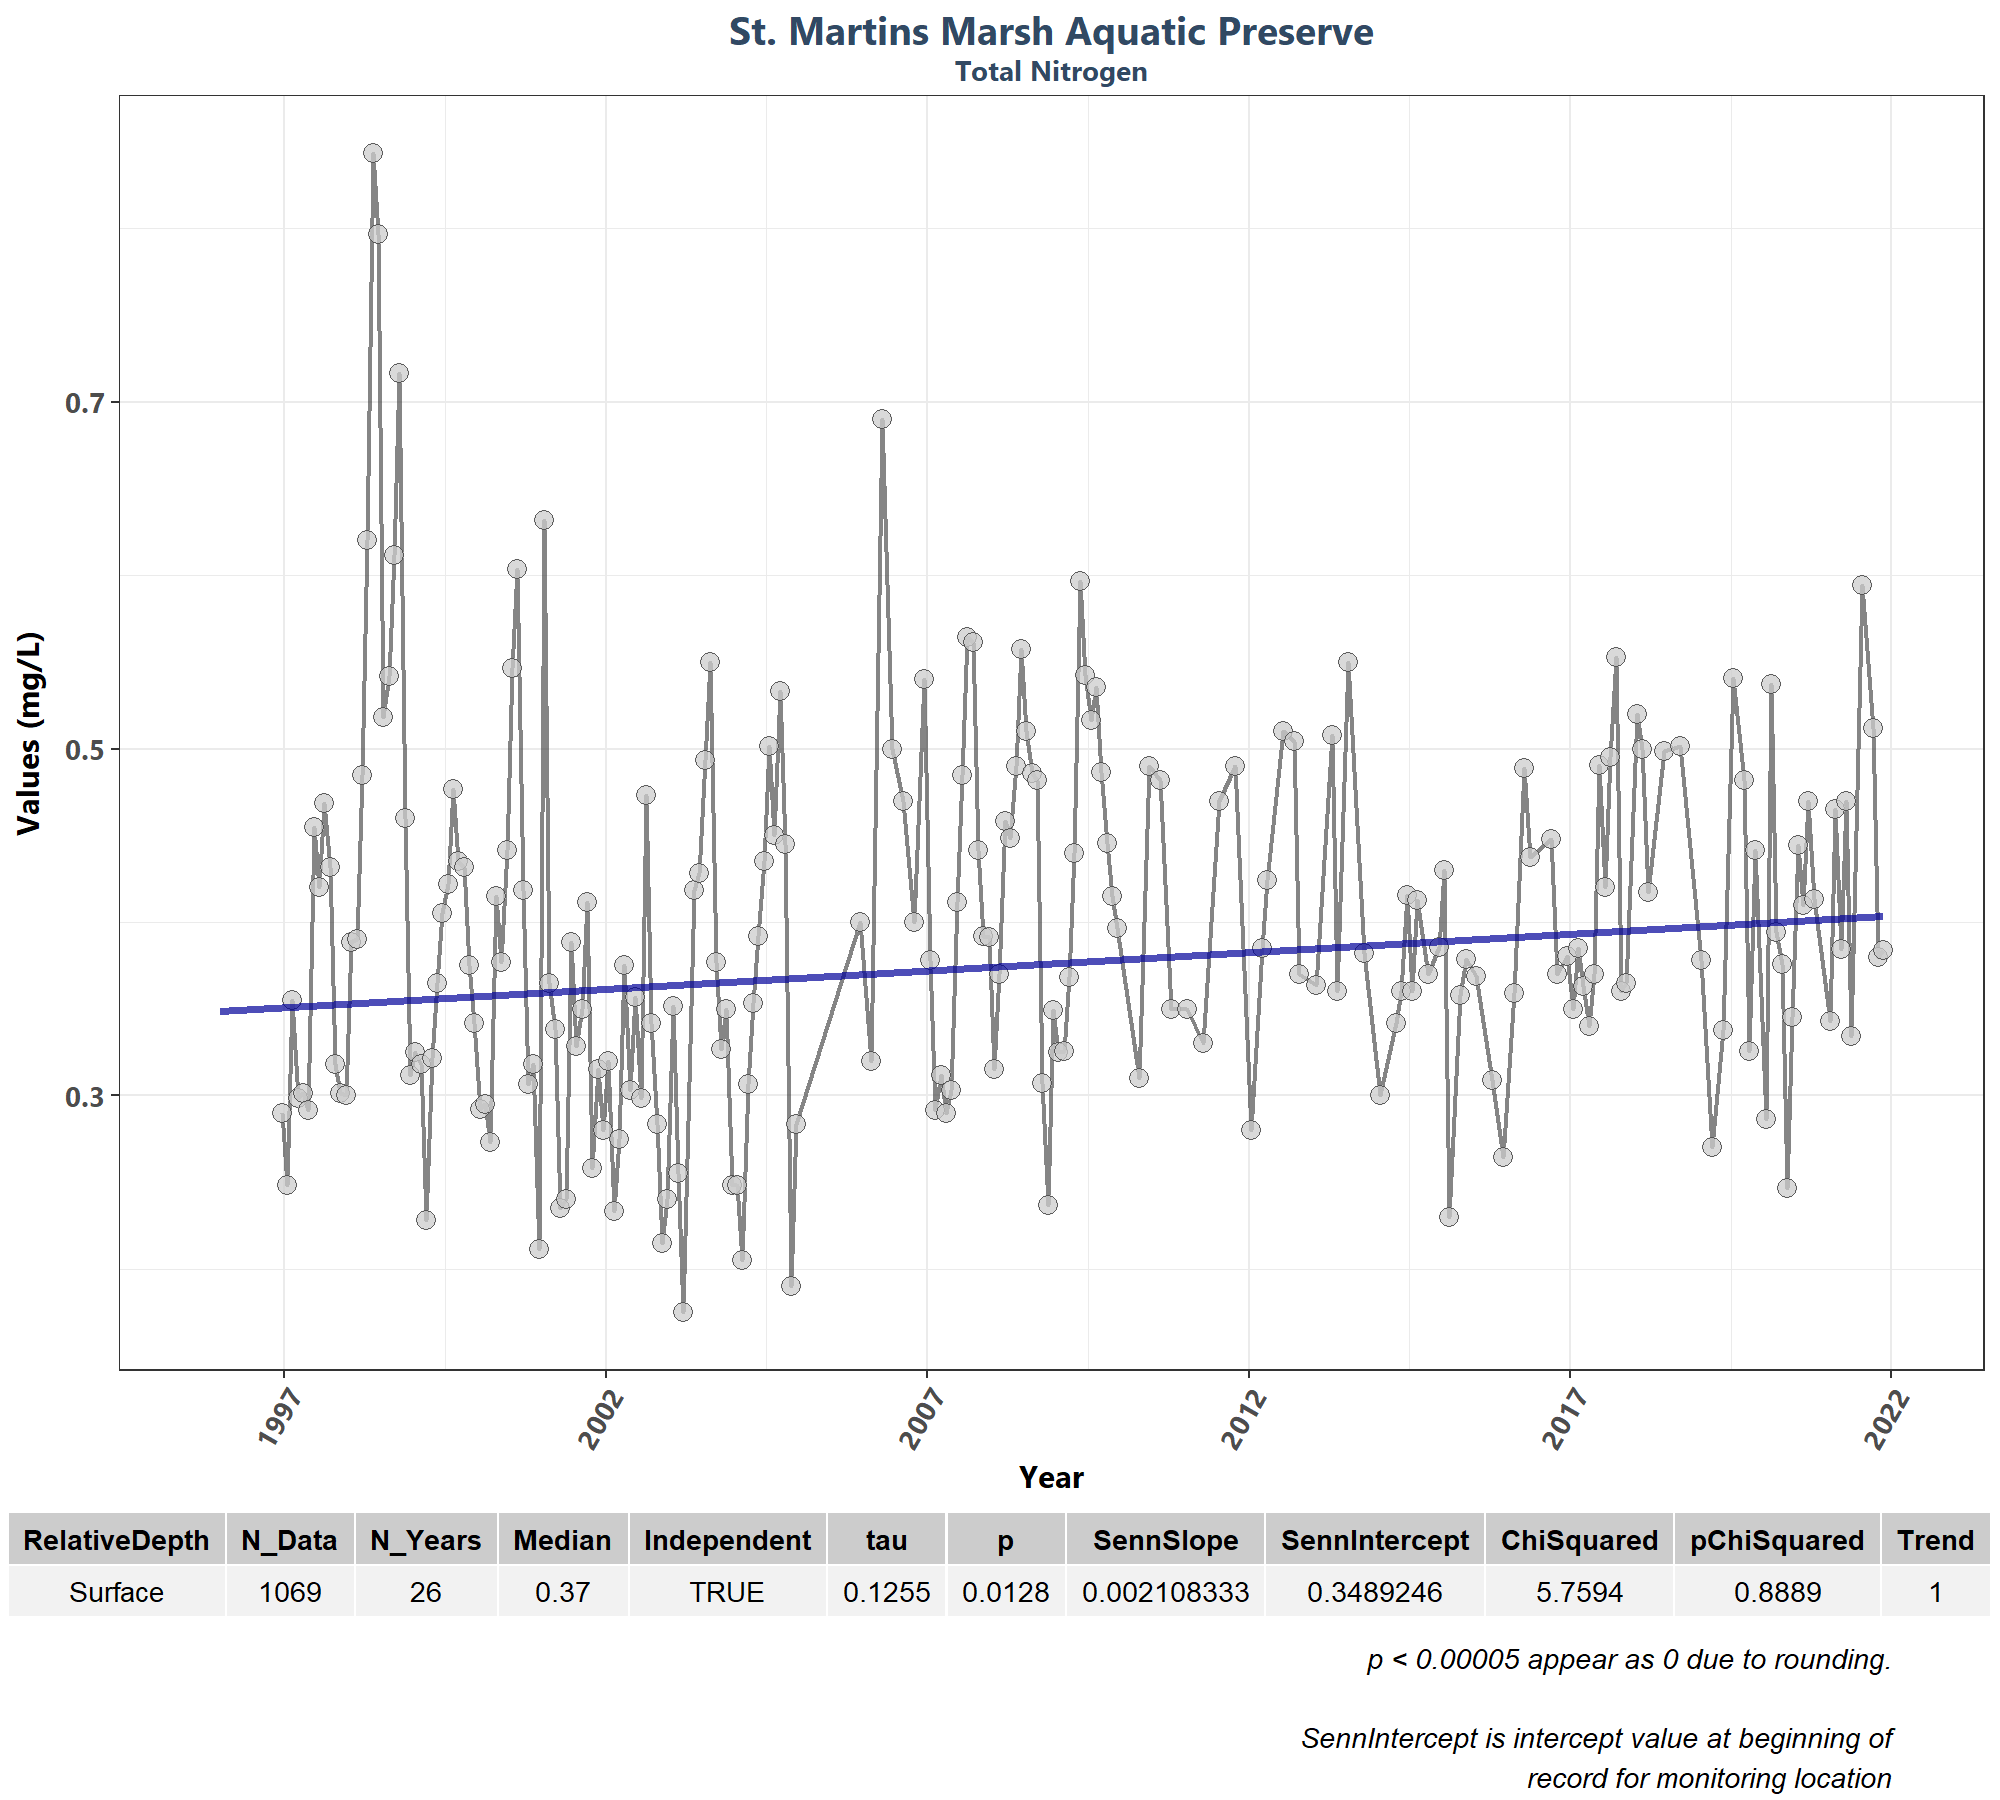 St. Martins Marsh Aquatic Preserve
Total Nitrogen
Values (mg/L)
0.7
0.5
0.3
1997 2002 2007 2012 2017 2022
Year
RelativeDepth N_Data N_Years Median Independent tau p SennSlope SennIntercept ChiSquared pChiSquared Trend
Surface 1069 26 0.37 TRUE 0.1255 0.0128 0.002108333 0.3489246 5.7594 0.8889 1
p < 0.00005 appear as 0 due to rounding.
SennIntercept is intercept value at beginning of
record for monitoring location